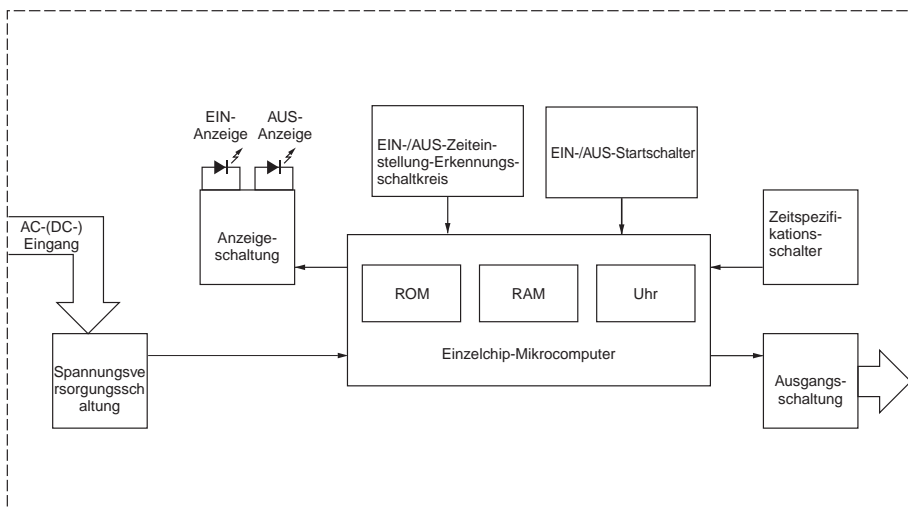 EIN-
Anzeige
AUS-
Anzeige
EIN-/AUS-Zeitein-
stellung-Erkennungs-
schaltkreis
EIN-/AUS-Startschalter
AC-(DC-)
Eingang
Anzeige-
schaltung
Zeitspezifi-
kations-
schalter
ROM
RAM
Uhr
Einzelchip-Mikrocomputer
Spannungsve
rsorgungssch
altung
Ausgangs-
schaltung